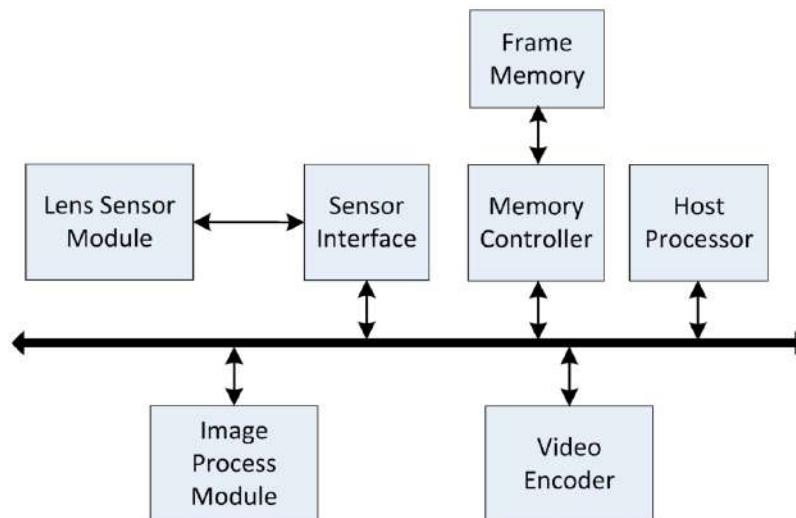 Frame
Memory
Lens Sensor
Module
Sensor
Interface
Memory
Controller
Host
Processor
Image
Process
Module
Video
Encoder